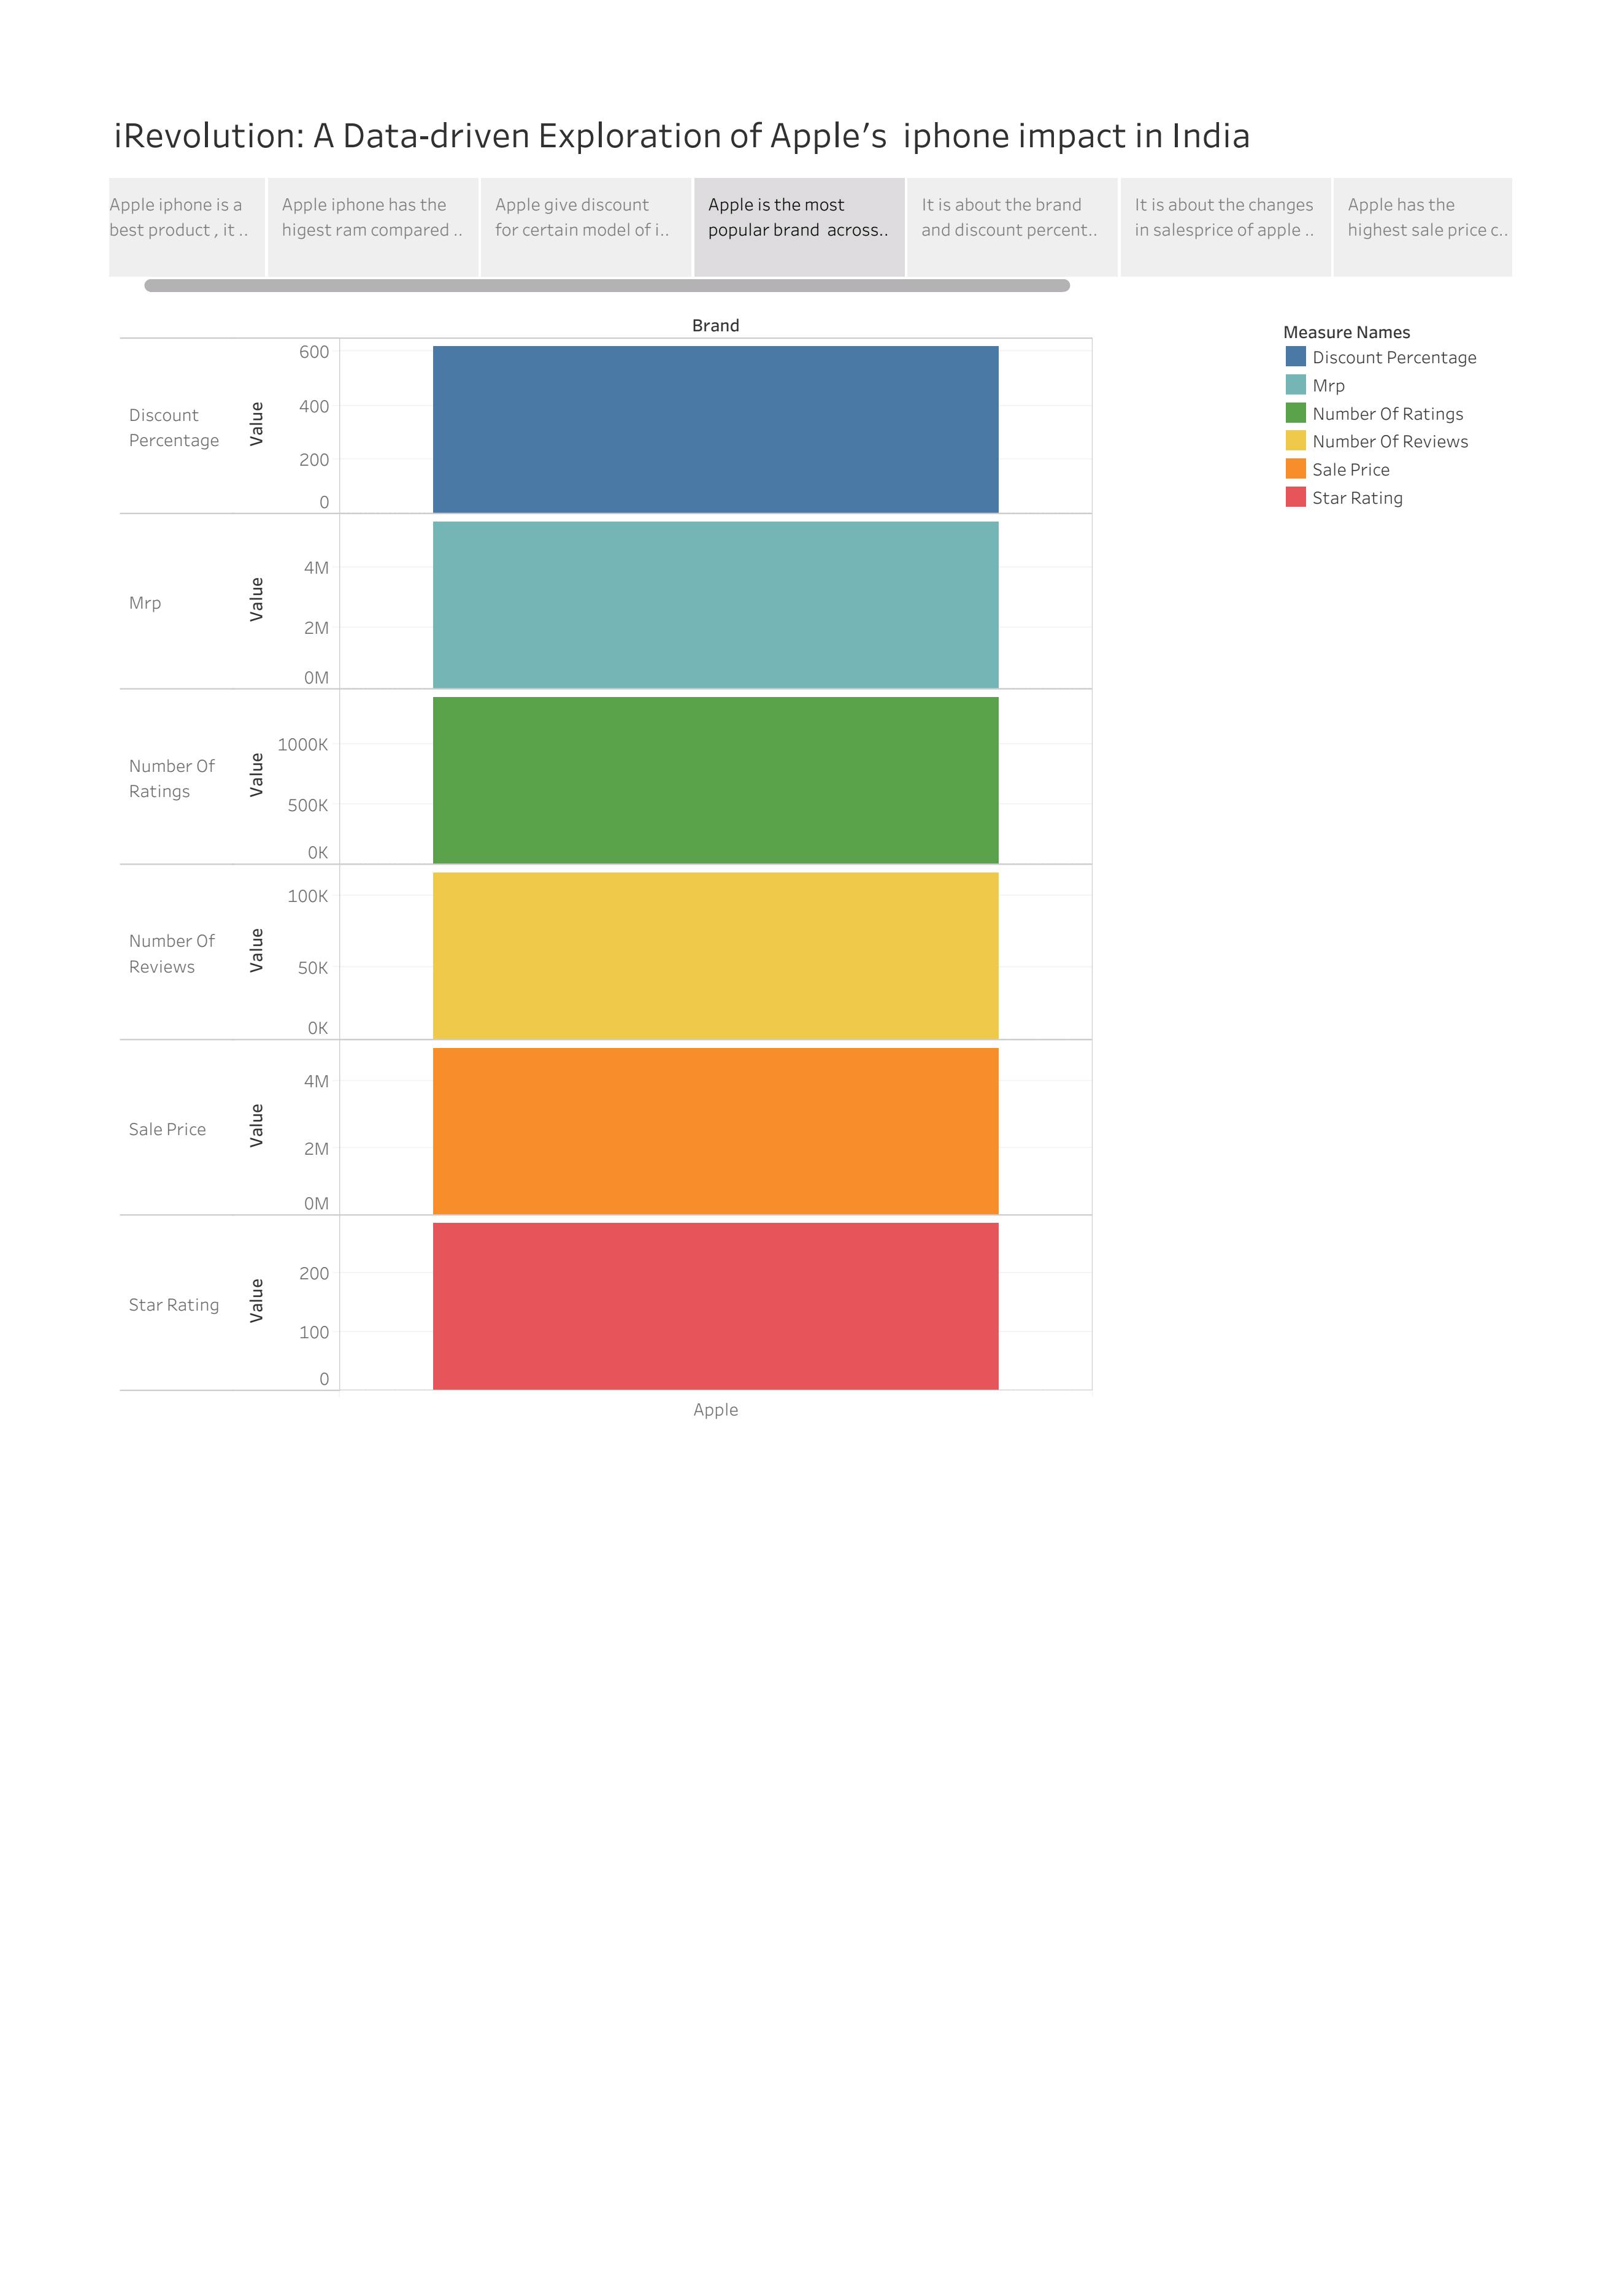 iRevolution: A Data-driven Exploration of Apple's  iphone impact in India
Apple iphone is a
best product , it ..
Apple iphone has the
higest ram compared ..
Apple give discount
for certain model of i..
Apple is the most
popular brand  across..
It is about the brand
and discount percent..
It is about the changes
in salesprice of apple ..
Apple has the
highest sale price c..
Brand
Discount
Percentage
Value
600
400
200
0
Mrp
Value
4M
2M
0M
Number Of
Ratings
Value
1000K
500K
0K
Number Of
Reviews
Value
100K
50K
0K
Sale Price
Value
4M
2M
0M
Star Rating
Value
200
100
0
Apple
Measure Names
Discount Percentage
Mrp
Number Of Ratings
Number Of Reviews
Sale Price
Star Rating